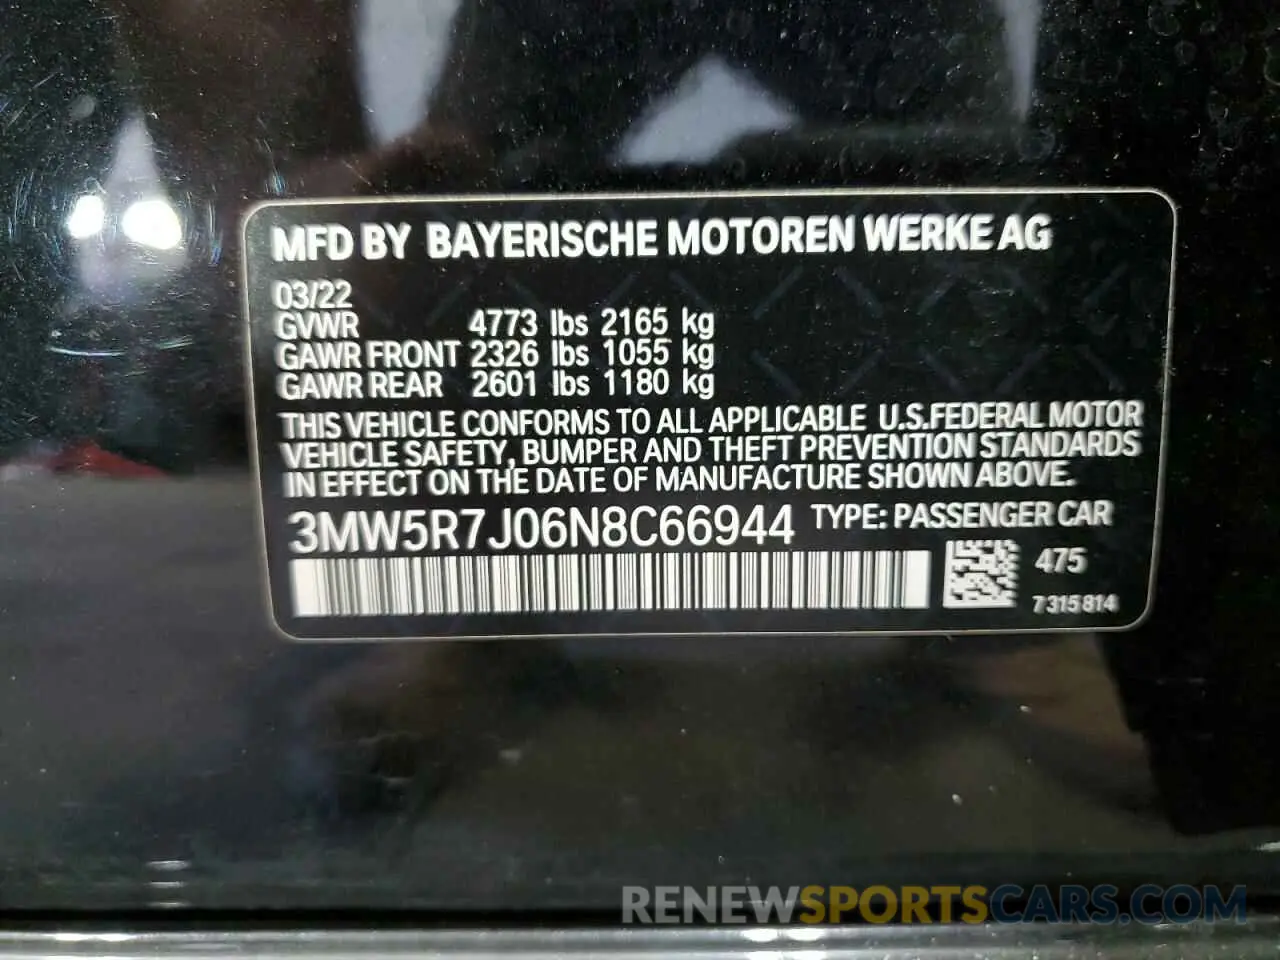 MFD BY BAYERISCHE MOTOREN WERKE AG
03/22
GVWR 4773 lbs 2165 kg
GAWR FRONT 2326 lbs 1055 kg
GAWR REAR 2601 lbs 1180 kg
THIS VEHICLE CONFORMS TO ALL APPLICABLE U.S.FEDERAL MOTOR
VEHICLE SAFETY, BUMPER AND THEFT PREVENTION STANDARDS
IN EFFECT ON THE DATE OF MANUFACTURE SHOWN ABOVE.
3MW5R7J06N8C66944 TYPE: PASSENGER CAR
475
7315814
RENEWSPORTSCARS.COM